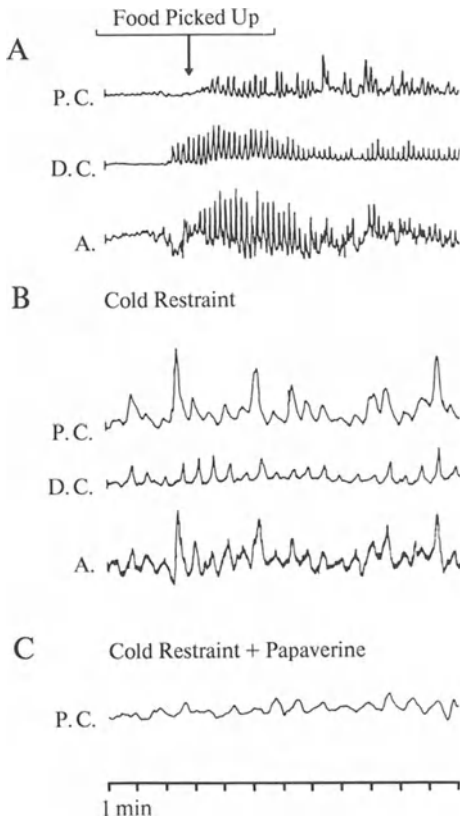 Food Picked Up
A
P. C.
D. C.
A.
B Cold Restraint
P. C.
D. C.
A.
C Cold Restraint + Papaverine
P. C.
1 min